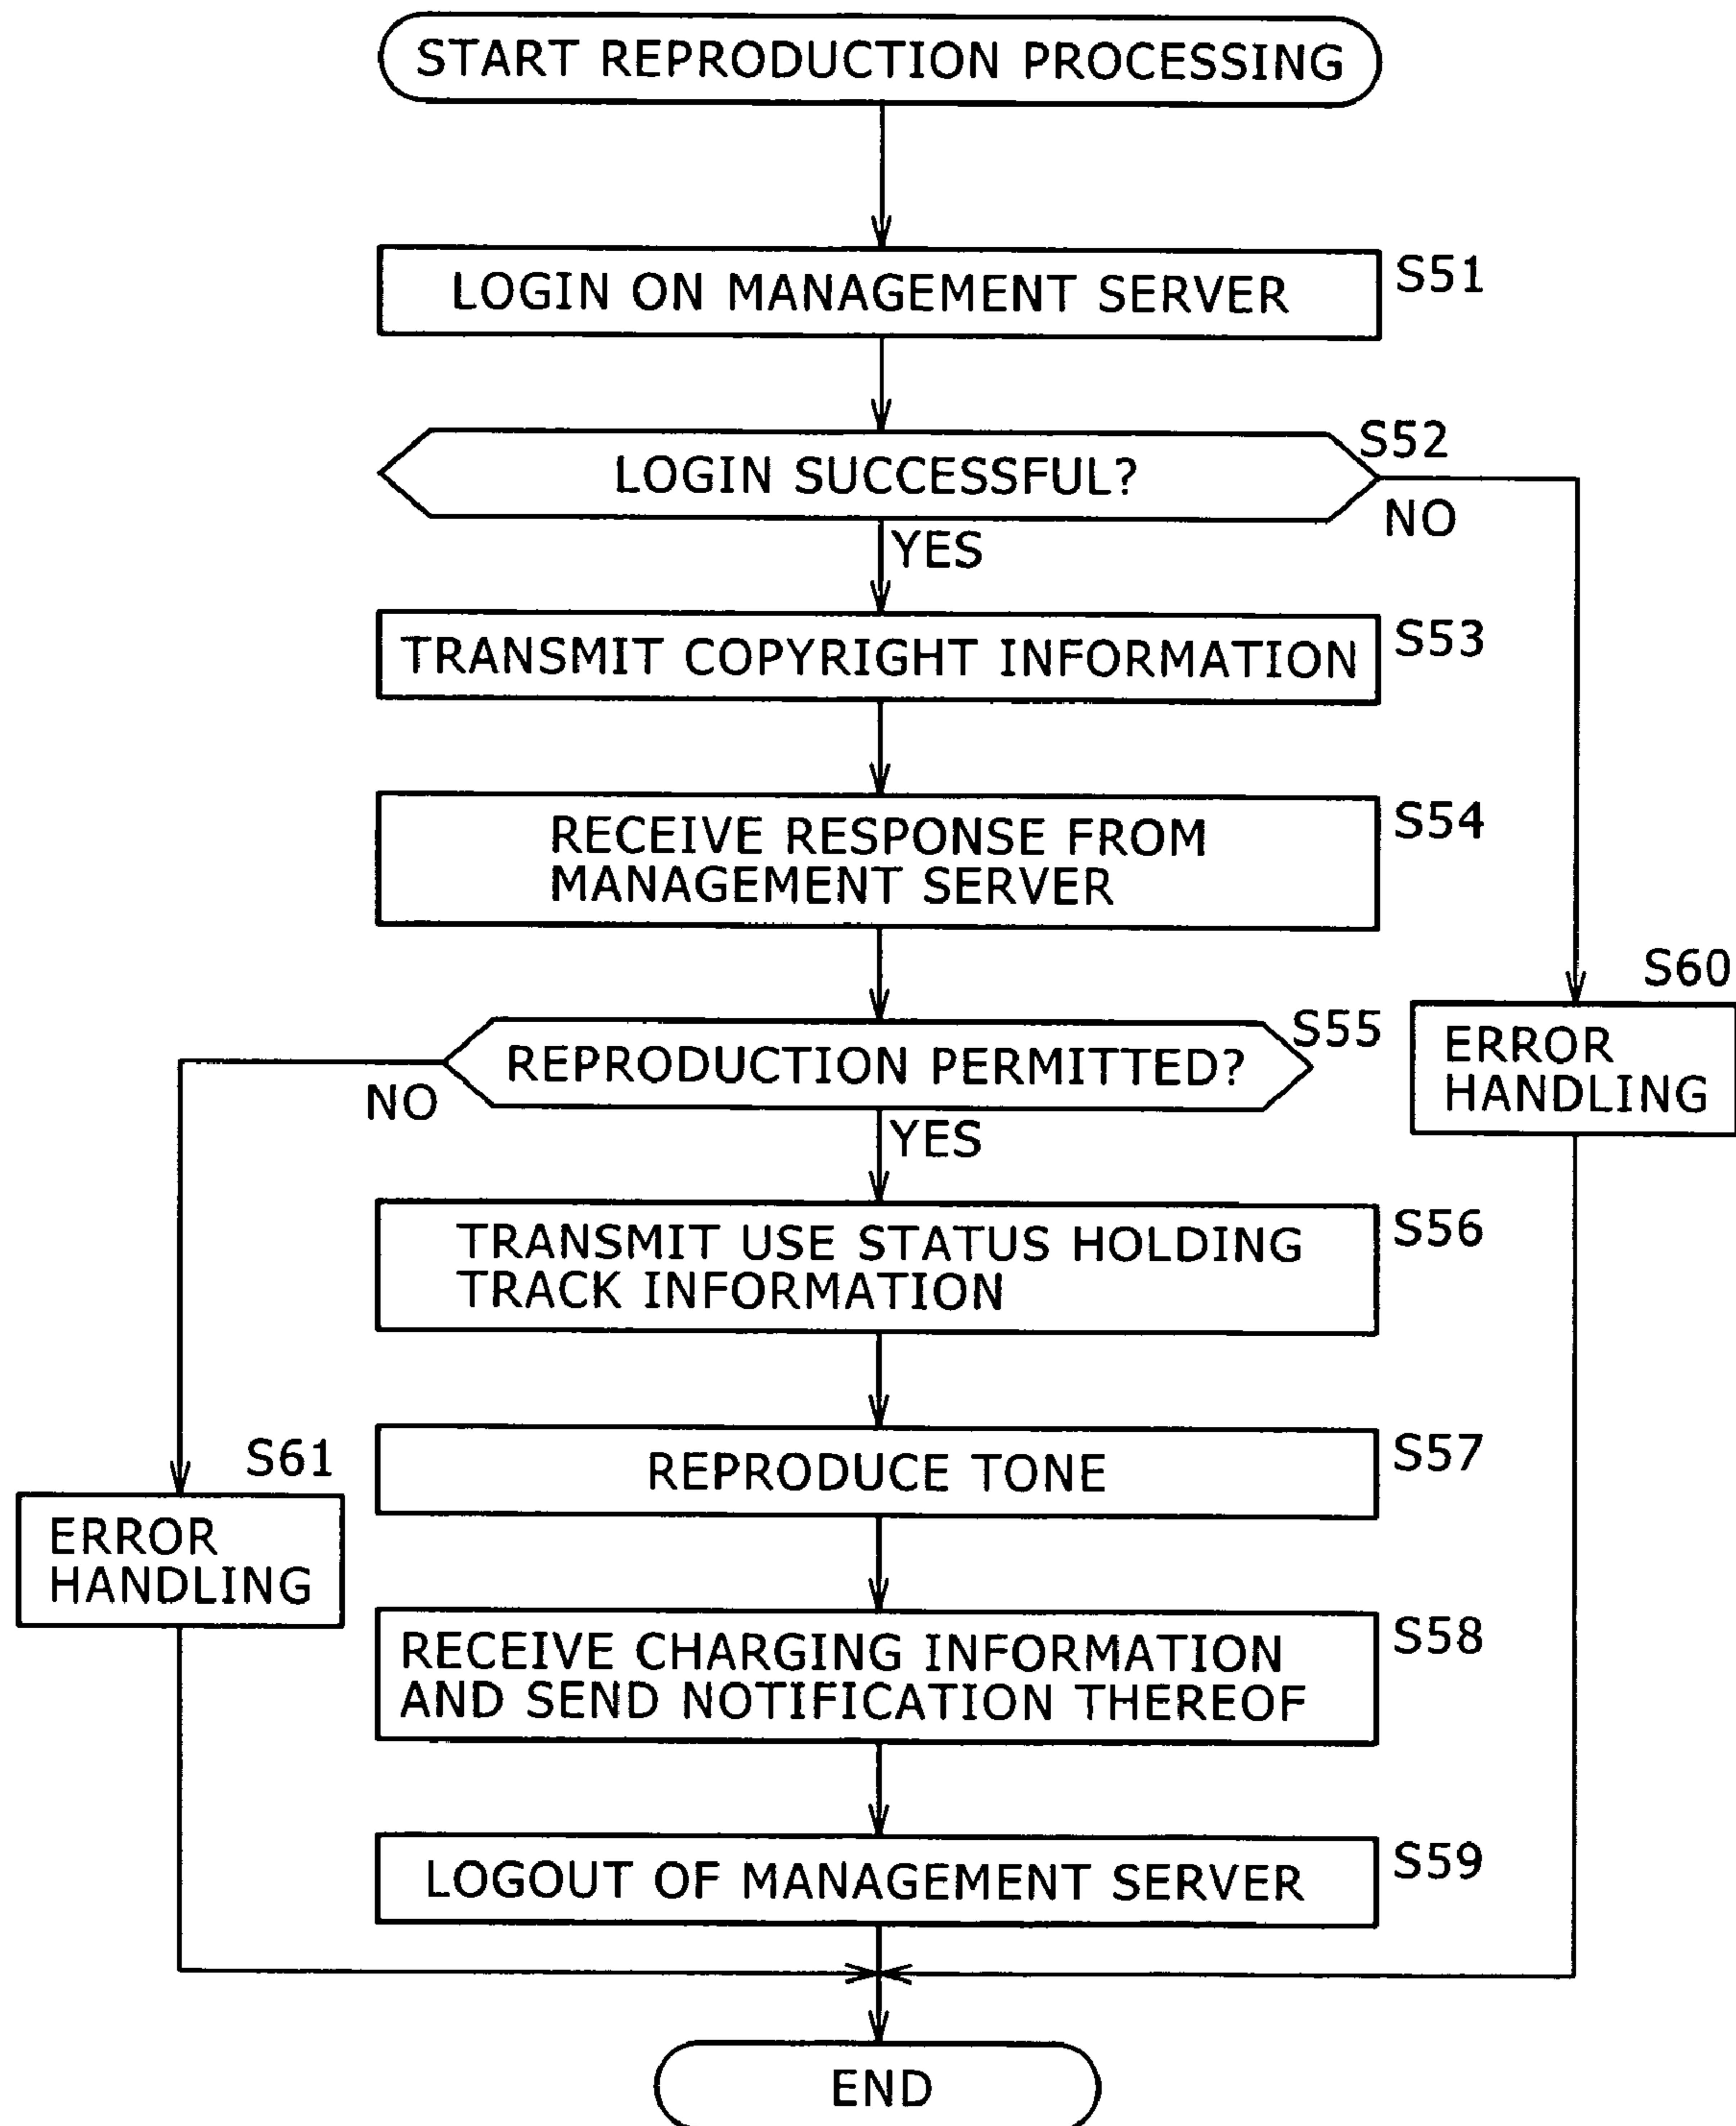 START REPRODUCTION PROCESSING
LOGIN ON MANAGEMENT SERVER
S51
LOGIN SUCCESSFUL?
S52
NO
YES
TRANSMIT COPYRIGHT INFORMATION
S53
RECEIVE RESPONSE FROM
MANAGEMENT SERVER
S54
REPRODUCTION PERMITTED?
S55
NO
YES
S60
ERROR
HANDLING
TRANSMIT USE STATUS HOLDING
TRACK INFORMATION
S56
REPRODUCE TONE
S57
S61
ERROR
HANDLING
RECEIVE CHARGING INFORMATION
AND SEND NOTIFICATION THEREOF
S58
LOGOUT OF MANAGEMENT SERVER
S59
END